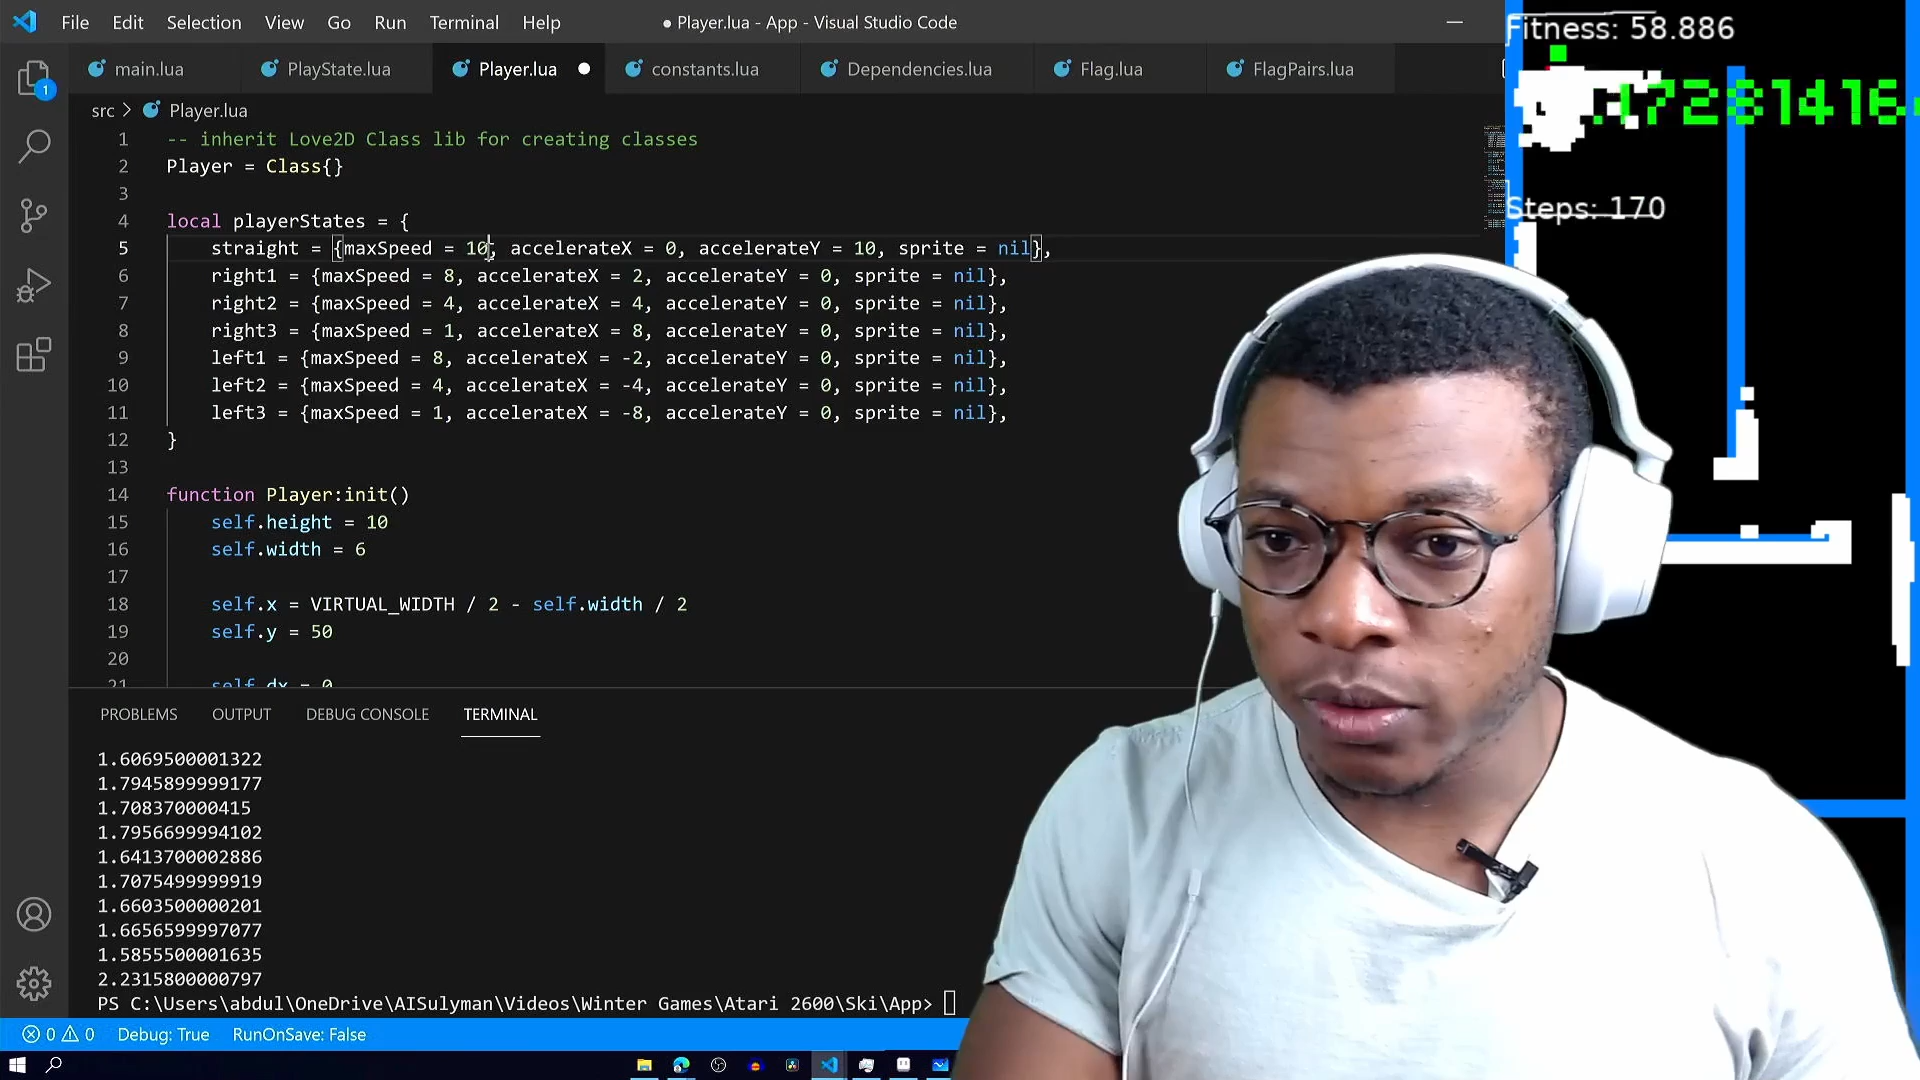 File Edit Selection View Go Run Terminal Help
● Player.lua - App - Visual Studio Code
main.lua PlayState.lua Player.lua constants.lua Dependencies.lua Flag.lua FlagPairs.lua
1
src > Player.lua
1 -- inherit Love2D Class lib for creating classes
2 Player = Class{}
3
4 local playerStates = {
5 straight = {maxSpeed = 10, accelerateX = 0, accelerateY = 10, sprite = nil},
6 right1 = {maxSpeed = 8, accelerateX = 2, accelerateY = 0, sprite = nil},
7 right2 = {maxSpeed = 4, accelerateX = 4, accelerateY = 0, sprite = nil},
8 right3 = {maxSpeed = 1, accelerateX = 8, accelerateY = 0, sprite = nil},
9 left1 = {maxSpeed = 8, accelerateX = -2, accelerateY = 0, sprite = nil},
10 left2 = {maxSpeed = 4, accelerateX = -4, accelerateY = 0, sprite = nil},
11 left3 = {maxSpeed = 1, accelerateX = -8, accelerateY = 0, sprite = nil},
12 }
13
14 function Player:init()
15 self.height = 10
16 self.width = 6
17
18 self.x = VIRTUAL_WIDTH / 2 - self.width / 2
19 self.y = 50
20
21 self.dx = 0
PROBLEMS OUTPUT DEBUG CONSOLE TERMINAL
1.6069500001322
1.7945899999177
1.708370000415
1.7956699994102
1.6413700002886
1.7075499999919
1.6603500000201
1.6656599997077
1.5855500001635
2.2315800000797
PS C:\Users\abdul\OneDrive\AISulyman\Videos\Winter Games\Atari 2600\Ski\App>
0 0 Debug: True RunOnSave: False
Fitness: 58.886
.17281416
Steps: 170